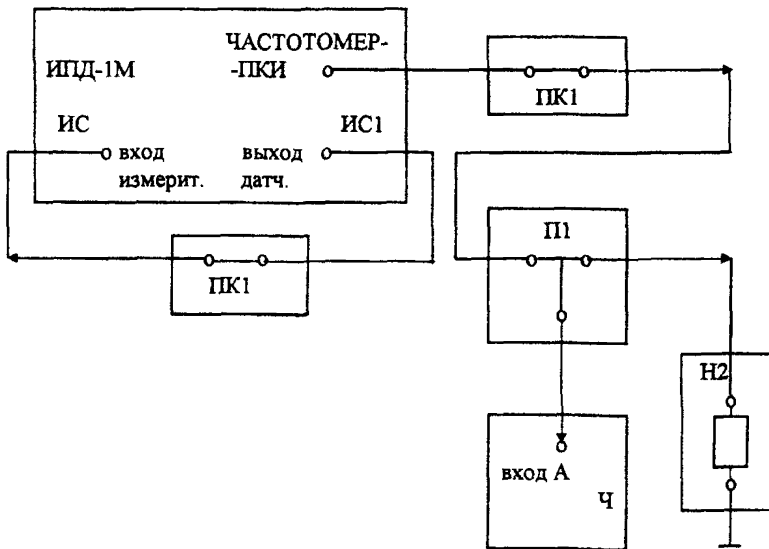 ЧАСТОТОМЕР-
ИПД-1М
-ПКИ
ПК1
ИС
ИС1
вход
измерит.
выход
датч.
ПК1
П1
Н2
вход А
Ч